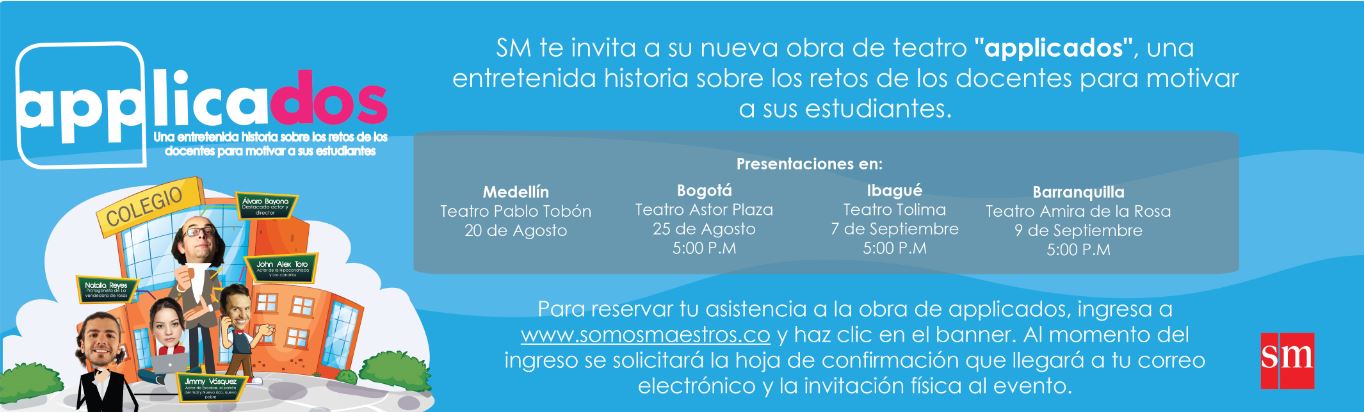 applicados
Una entretenida historia sobre los retos de los
docentes para motivar a sus estudiantes
COLEGIO
Álvaro Bayona
Destacado actor y
director
John Alex Toro
Natalia Reyes
Protagonista de La
vendedora de rosas
Jimmy Vásquez
SM te invita a su nueva obra de teatro "applicados", una
entretenida historia sobre los retos de los docentes para motivar
a sus estudiantes.
Presentaciones en:
Medellín
Teatro Pablo Tobón
20 de Agosto
Bogotá
Teatro Astor Plaza
25 de Agosto
5:00 P.M
Ibagué
Teatro Tolima
7 de Septiembre
5:00 P.M
Barranquilla
Teatro Amira de la Rosa
9 de Septiembre
5:00 P.M
Para reservar tu asistencia a la obra de applicados, ingresa a
www.somosmaestros.co y haz clic en el banner. Al momento del
ingreso se solicitará la hoja de confirmación que llegará a tu correo
electrónico y la invitación física al evento.
sm